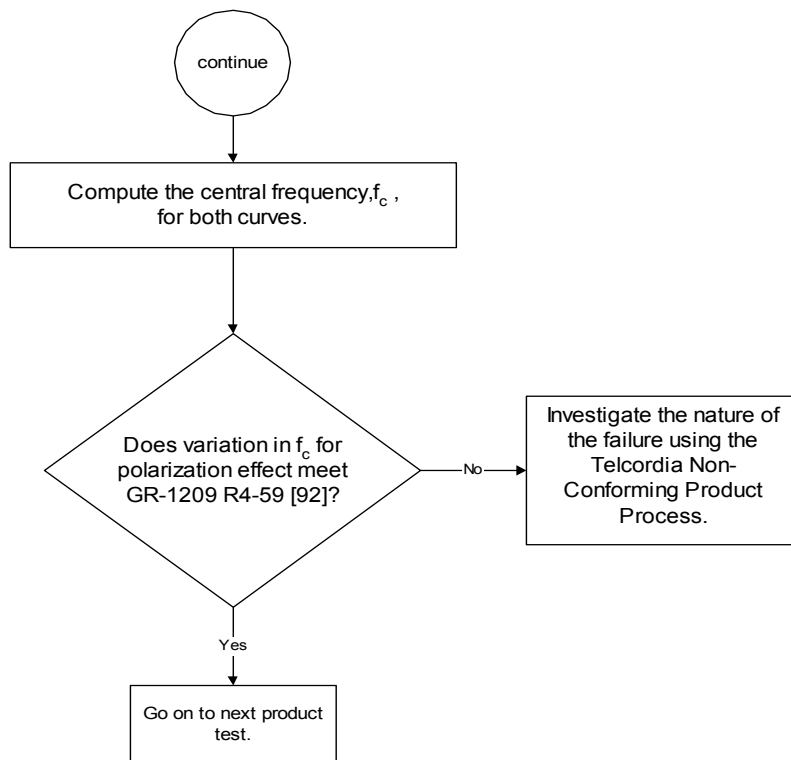 continue
Compute the central frequency,fc ,
for both curves.
Does variation in fc for
polarization effect meet
GR-1209 R4-59 [92]?
No
Investigate the nature of
the failure using the
Telcordia Non-
Conforming Product
Process.
Yes
Go on to next product
test.